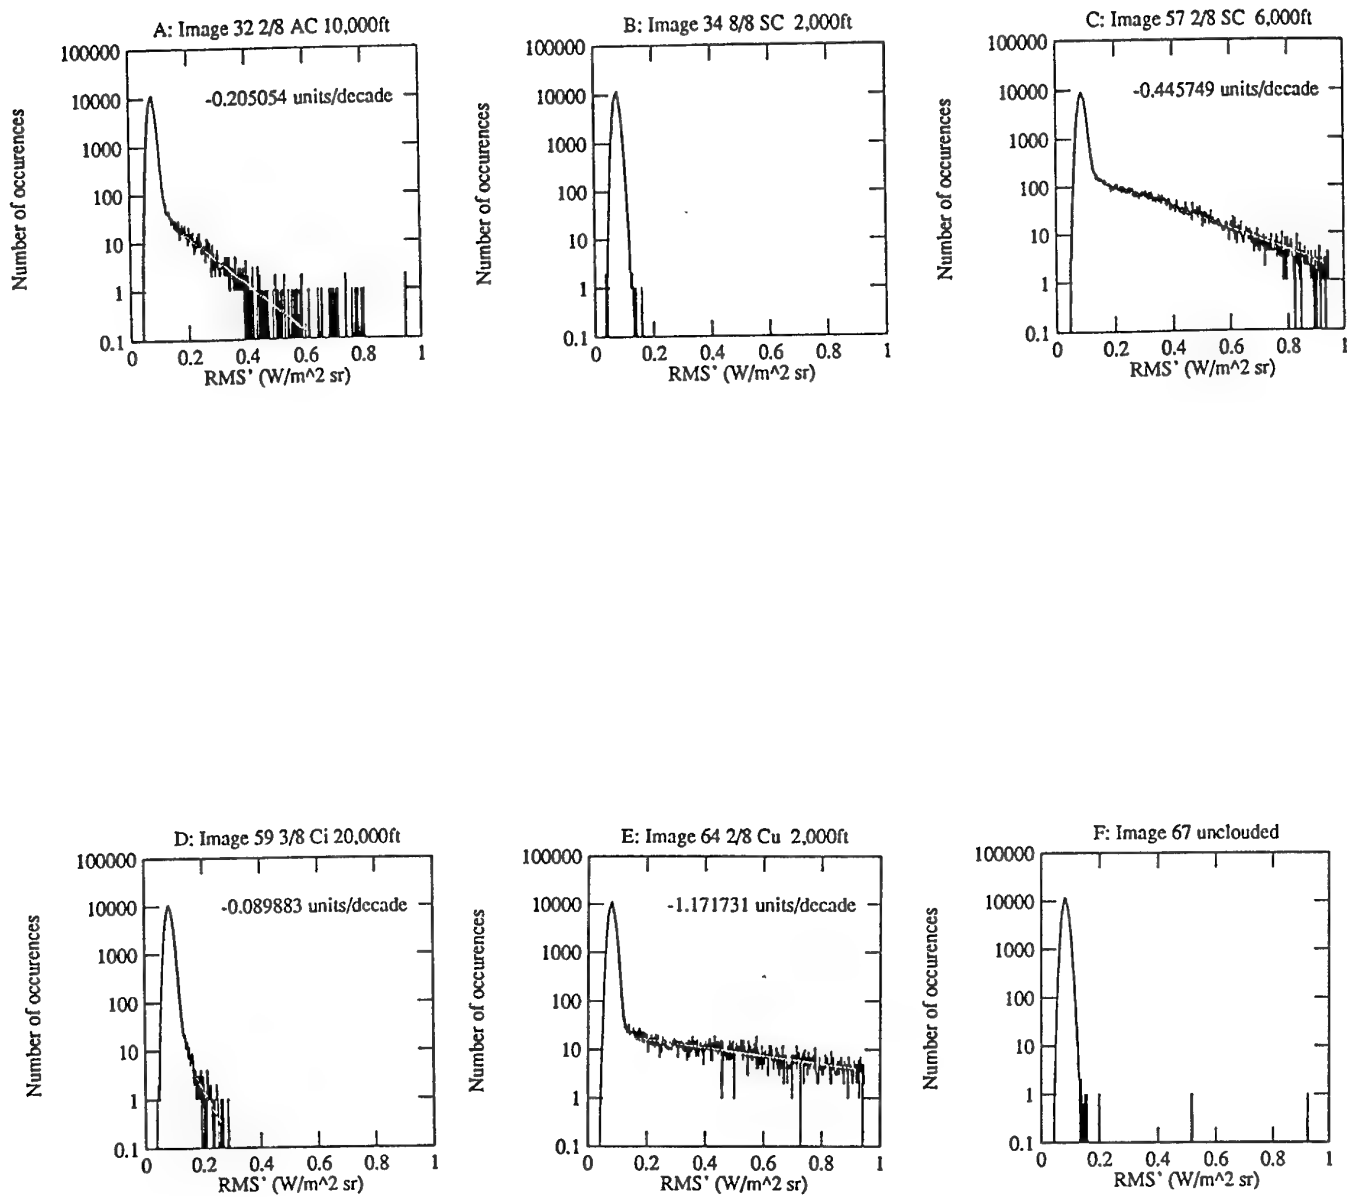 A: Image 32 2/8 AC 10,000ft
100000
10000
1000
100
10
1
0.1
-0.205054 units/decade
Number of occurences
0.2 0.4 0.6 0.8 1
RMS' (W/m^2 sr)
B: Image 34 8/8 SC 2,000ft
100000
10000
1000
100
10
1
0.1
Number of occurences
0 0.2 0.4 0.6 0.8 1
RMS' (W/m^2 sr)
C: Image 57 2/8 SC 6,000ft
100000
10000
1000
100
10
1
0.1
-0.445749 units/decade
Number of occurences
0 0.2 0.4 0.6 0.8 1
RMS' (W/m^2 sr)
D: Image 59 3/8 Ci 20,000ft
100000
10000
1000
100
10
1
0.1
-0.089883 units/decade
Number of occurences
0 0.2 0.4 0.6 0.8 1
RMS' (W/m^2 sr)
E: Image 64 2/8 Cu 2,000ft
100000
10000
1000
100
10
1
0.1
-1.171731 units/decade
Number of occurences
0 0.2 0.4 0.6 0.8 1
RMS' (W/m^2 sr)
F: Image 67 unclouded
100000
10000
1000
100
10
1
0.1
Number of occurences
0 0.2 0.4 0.6 0.8 1
RMS' (W/m^2 sr)